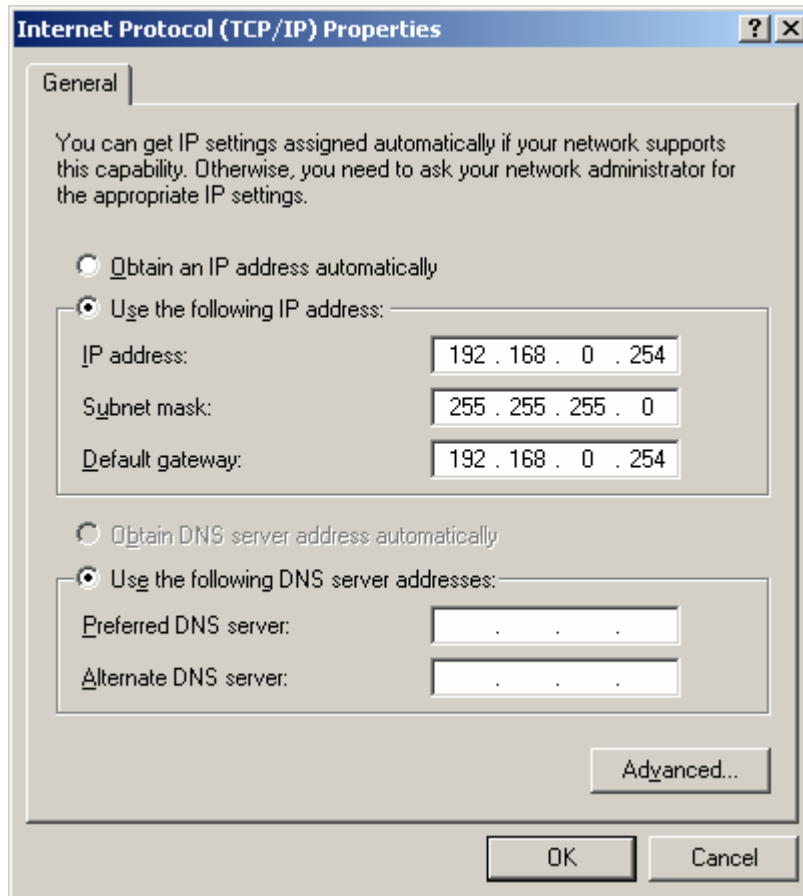 Internet Protocol (TCP/IP) Properties
General
You can get IP settings assigned automatically if your network supports
this capability. Otherwise, you need to ask your network administrator for
the appropriate IP settings.
Obtain an IP address automatically
Use the following IP address:
IP address: 192 . 168 . 0 . 254
Subnet mask: 255 . 255 . 255 . 0
Default gateway: 192 . 168 . 0 . 254
Obtain DNS server address automatically
Use the following DNS server addresses:
Preferred DNS server: . . .
Alternate DNS server: . . .
Advanced...
OK Cancel